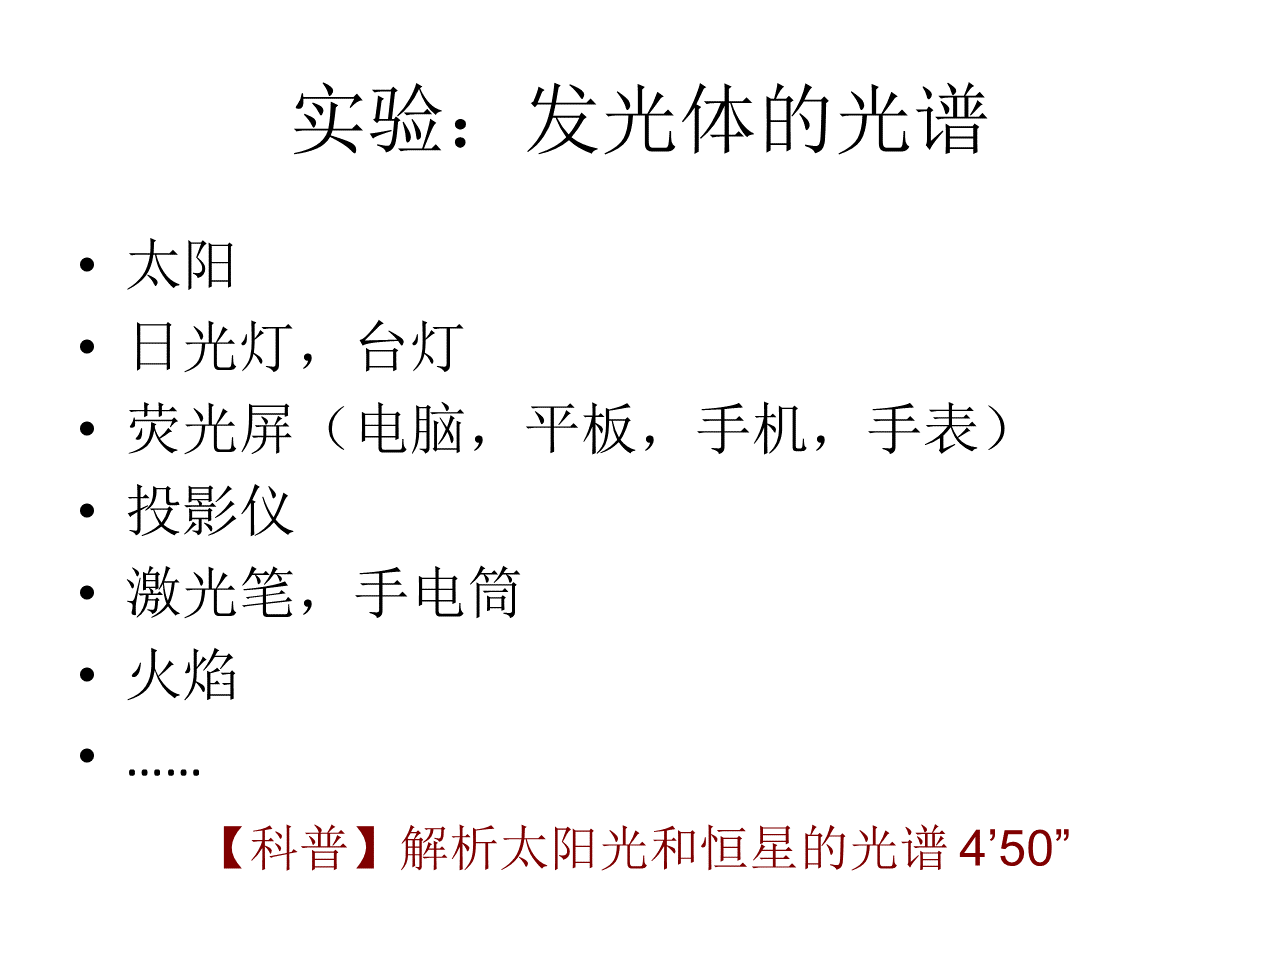 实验：发光体的光谱
• 太阳
• 日光灯，台灯
• 荧光屏（电脑，平板，手机，手表）
• 投影仪
• 激光笔，手电筒
• 火焰
• ……
【科普】解析太阳光和恒星的光谱 4’50”